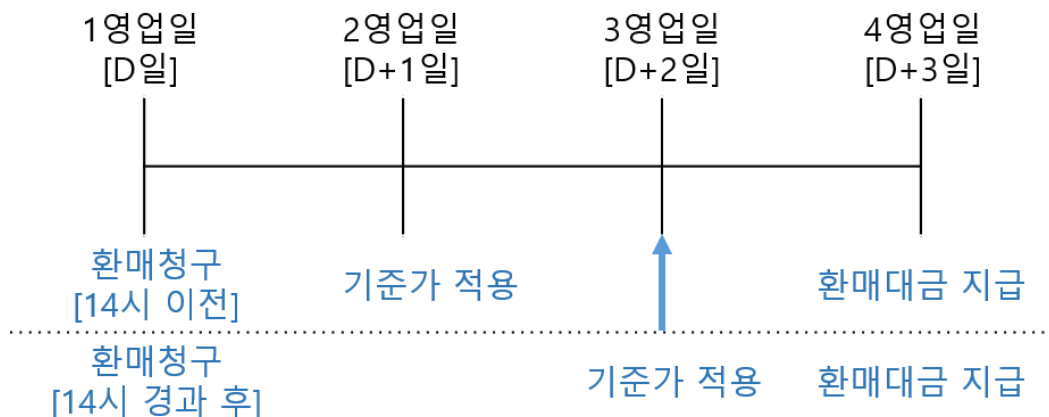 1영업일 2영업일 3영업일 4영업일
[D일] [D+1일] [D+2일] [D+3일]
환매청구
[14시 이전]
기준가 적용
환매대금 지급
환매청구
[14시 경과 후]
기준가 적용
환매대금 지급